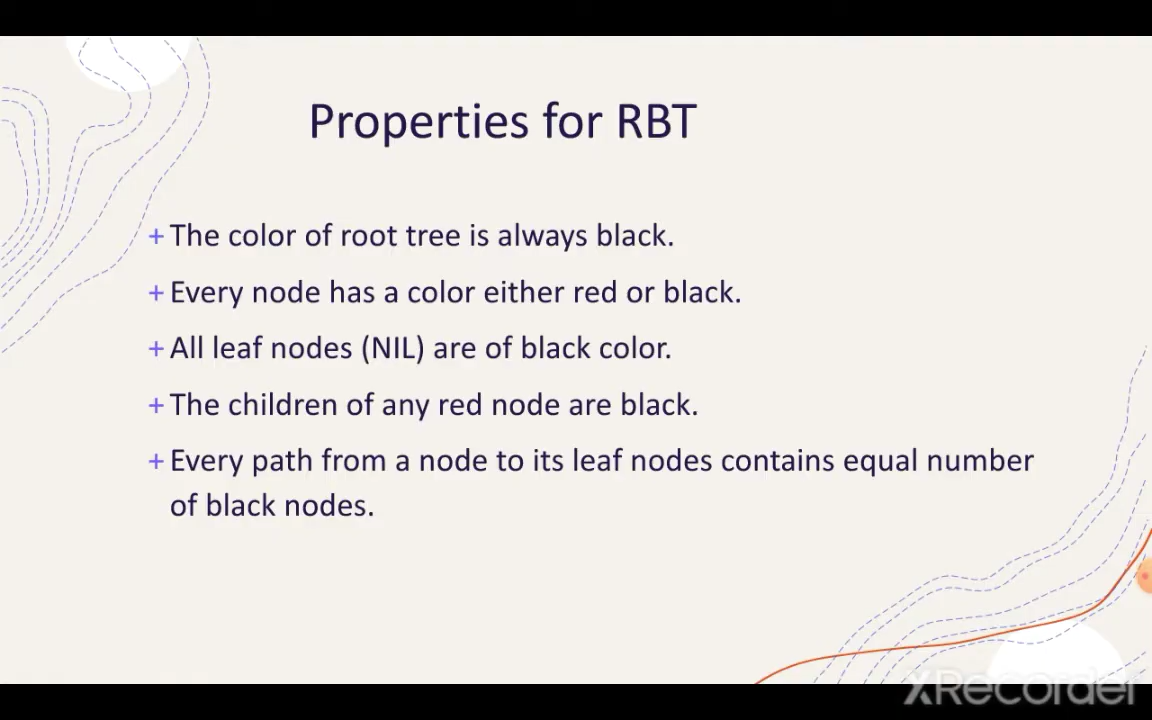 Properties for RBT
+ The color of root tree is always black.
+ Every node has a color either red or black.
+ All leaf nodes (NIL) are of black color.
+ The children of any red node are black.
+ Every path from a node to its leaf nodes contains equal number
of black nodes.
XRecorder